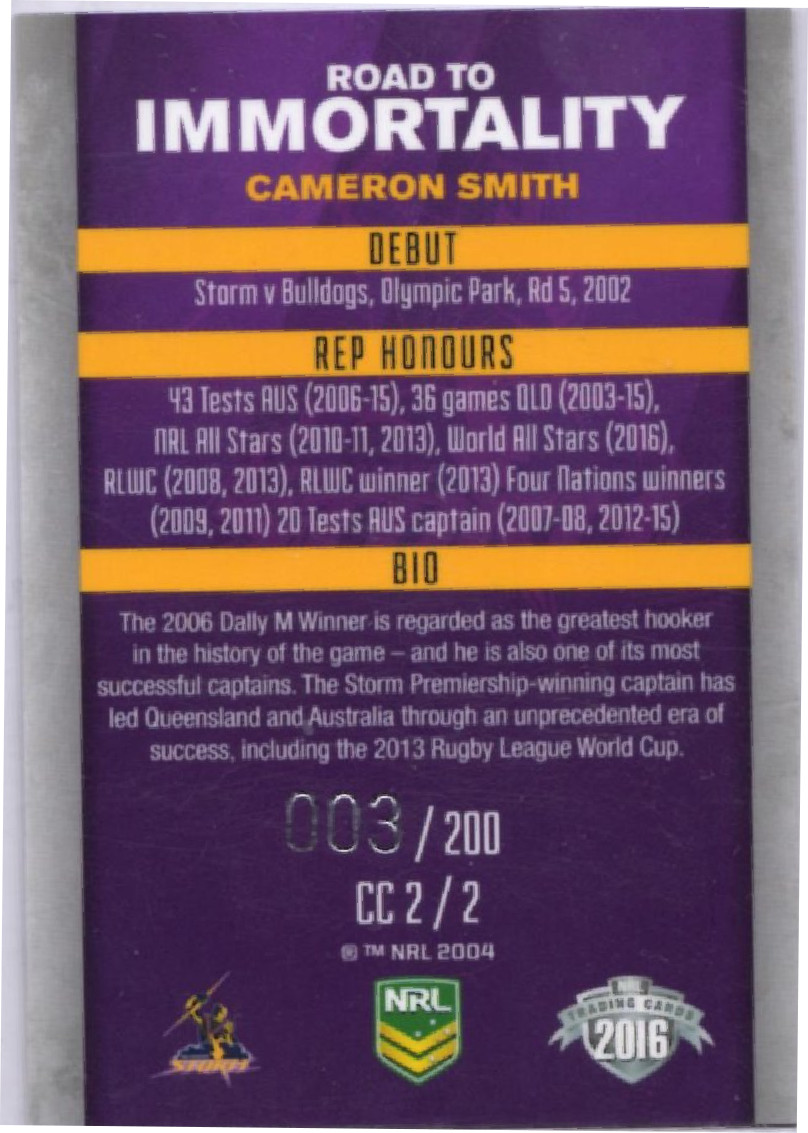 ROAD TO
IMMORTALITY
CAMERON SMITH
DEBUT
Storm v Bulldogs, Olympic Park, Rd 5, 2002
REP HONOURS
43 Tests AUS (2006-15), 36 games QLD (2003-15),
NRL All Stars (2010-11, 2013), World All Stars (2016),
RLWC (2008, 2013), RLWC winner (2013) Four Nations winners
(2009, 2011) 20 Tests AUS captain (2007-08, 2012-15)
BIO
The 2006 Dally M Winner is regarded as the greatest hooker
in the history of the game – and he is also one of its most
successful captains. The Storm Premiership-winning captain has
led Queensland and Australia through an unprecedented era of
success, including the 2013 Rugby League World Cup.
003/200
CC 2/2
® ™ NRL 2004
STORM
NRL
NRL
TRADING CARDS
2016